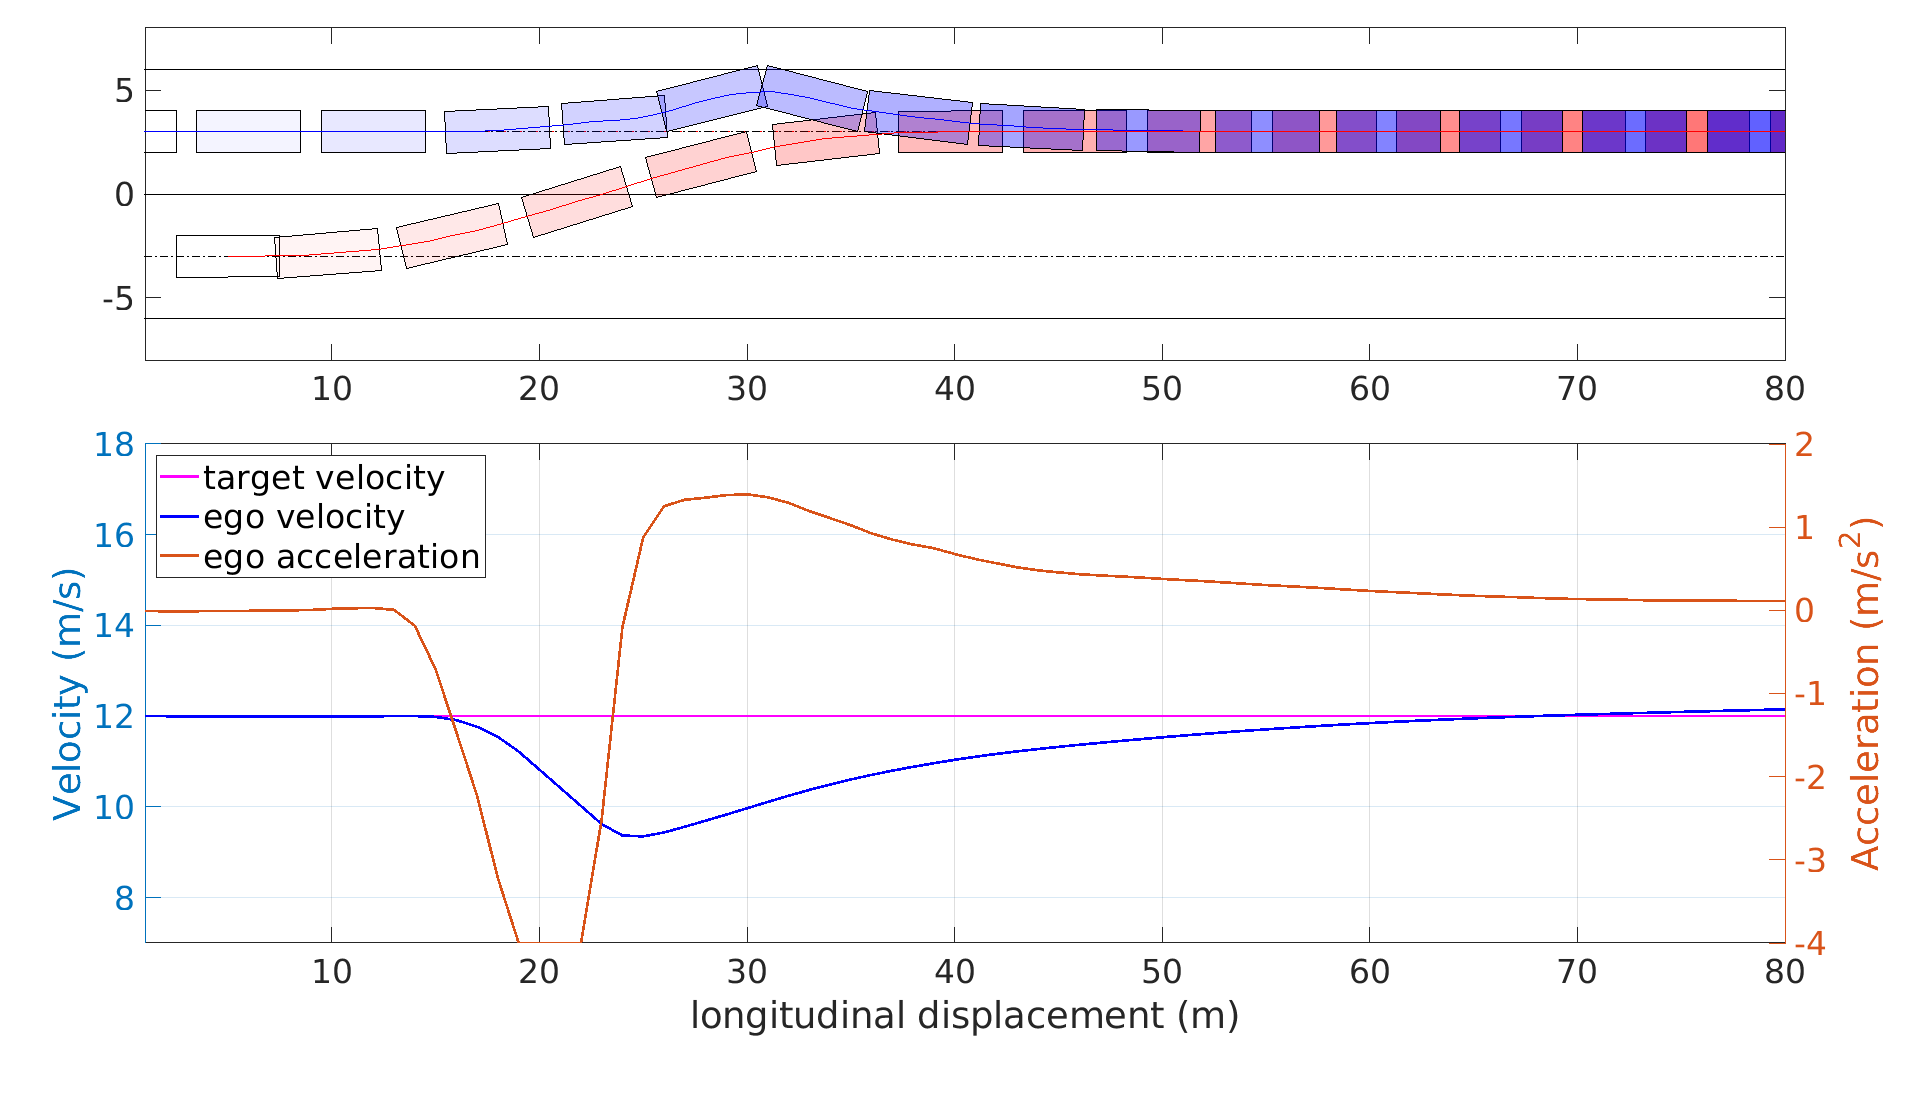 5
0
-5
10 20 30 40 50 60 70 80
18
16
14
12
10
8
Velocity (m/s)
target velocity
ego velocity
ego acceleration
2
1
0
-1
-2
-3
-4
Acceleration (m/s²)
10 20 30 40 50 60 70 80
longitudinal displacement (m)